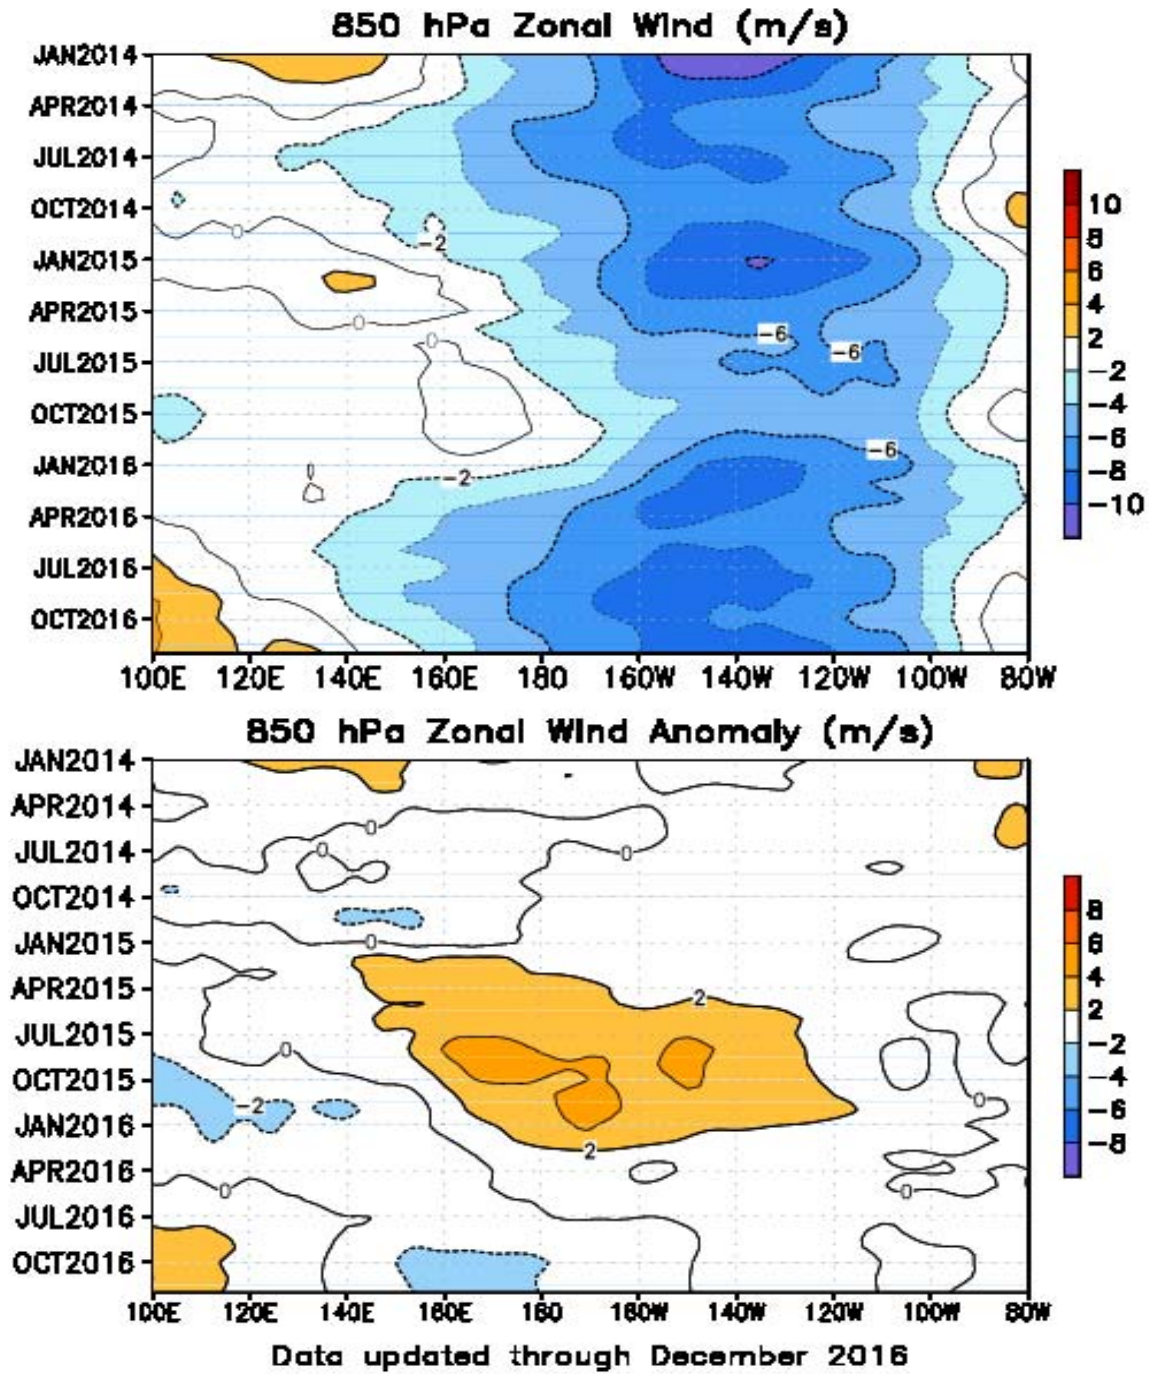 850 hPa Zonal Wind (m/s)
JAN2014
APR2014
JUL2014
OCT2014
JAN2015
APR2015
JUL2015
OCT2015
JAN2016
APR2016
JUL2016
OCT2016
0
-2
0
0
-6
-6
-6
-2
100E 120E 140E 160E 180 160W 140W 120W 100W 80W
10
8
6
4
2
-2
-4
-6
-8
-10
850 hPa Zonal Wind Anomaly (m/s)
JAN2014
APR2014
JUL2014
OCT2014
JAN2015
APR2015
JUL2015
OCT2015
JAN2016
APR2016
JUL2016
OCT2016
0
0
0
0
2
0
-2
0
2
0
0
100E 120E 140E 160E 180 160W 140W 120W 100W 80W
8
6
4
2
-2
-4
-6
-8
Data updated through December 2016